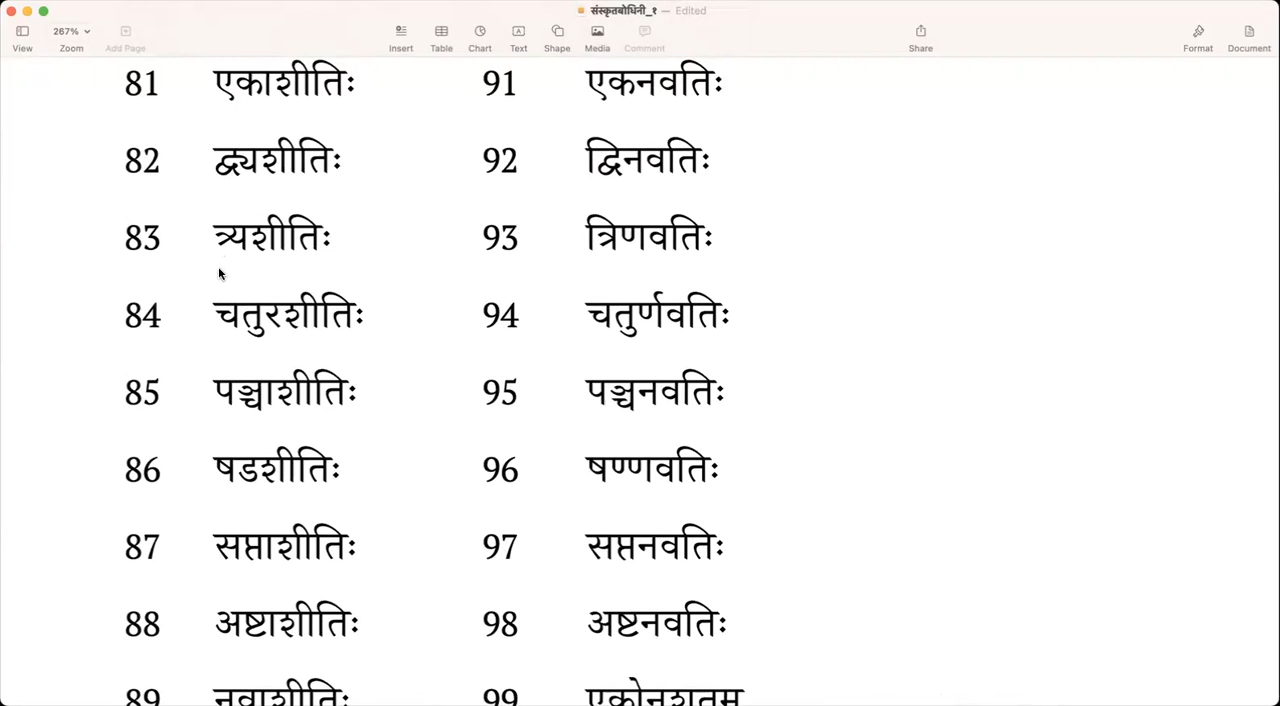 संस्कृतबोधिनी_१ — Edited
267%
View Zoom Add Page Insert Table Chart Text Shape Media Comment Share Format Document
81 एकाशीतिः 91 एकनवतिः
82 द्व्यशीतिः 92 द्विनवतिः
83 त्र्यशीतिः 93 त्रिणवतिः
84 चतुरशीतिः 94 चतुर्णवतिः
85 पञ्चाशीतिः 95 पञ्चनवतिः
86 षडशीतिः 96 षण्णवतिः
87 सप्ताशीतिः 97 सप्तनवतिः
88 अष्टाशीतिः 98 अष्टनवतिः
89 नवाशीतिः 99 एकोनशतम्